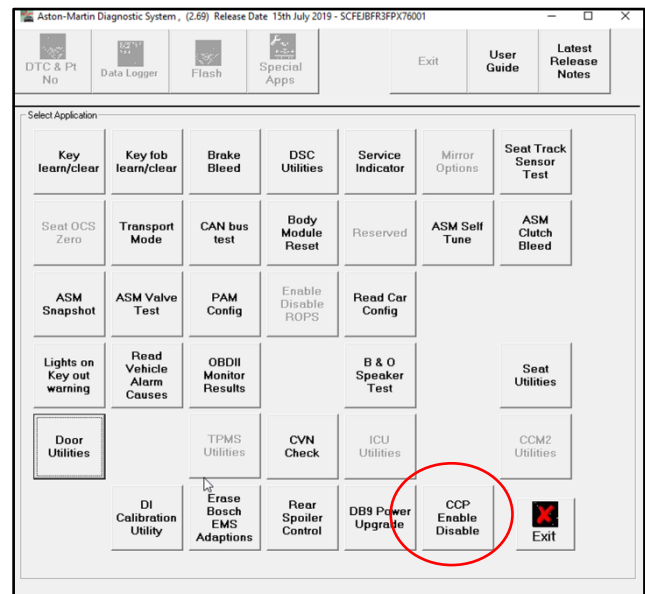 Aston-Martin Diagnostic System , (2.69) Release Date 15th July 2019 - SCFEJBFR3FPX76001
DTC & Pt
No
Data Logger
Flash
Special
Apps
Exit
User
Guide
Latest
Release
Notes
Select Application
Key
learn/clear
Key fob
learn/clear
Brake
Bleed
DSC
Utilities
Service
Indicator
Mirror
Options
Seat Track
Sensor
Test
Seat OCS
Zero
Transport
Mode
CAN bus
test
Body
Module
Reset
Reserved
ASM Self
Tune
ASM
Clutch
Bleed
ASM
Snapshot
ASM Valve
Test
PAM
Config
Enable
Disable
ROPS
Read Car
Config
Lights on
Key out
warning
Read
Vehicle
Alarm
Causes
OBDII
Monitor
Results
B & O
Speaker
Test
Seat
Utilities
Door
Utilities
TPMS
Utilities
CVN
Check
ICU
Utilities
CCM2
Utilities
DI
Calibration
Utility
Erase
Bosch
EMS
Adaptions
Rear
Spoiler
Control
DB9 Power
Upgrade
CCP
Enable
Disable
Exit